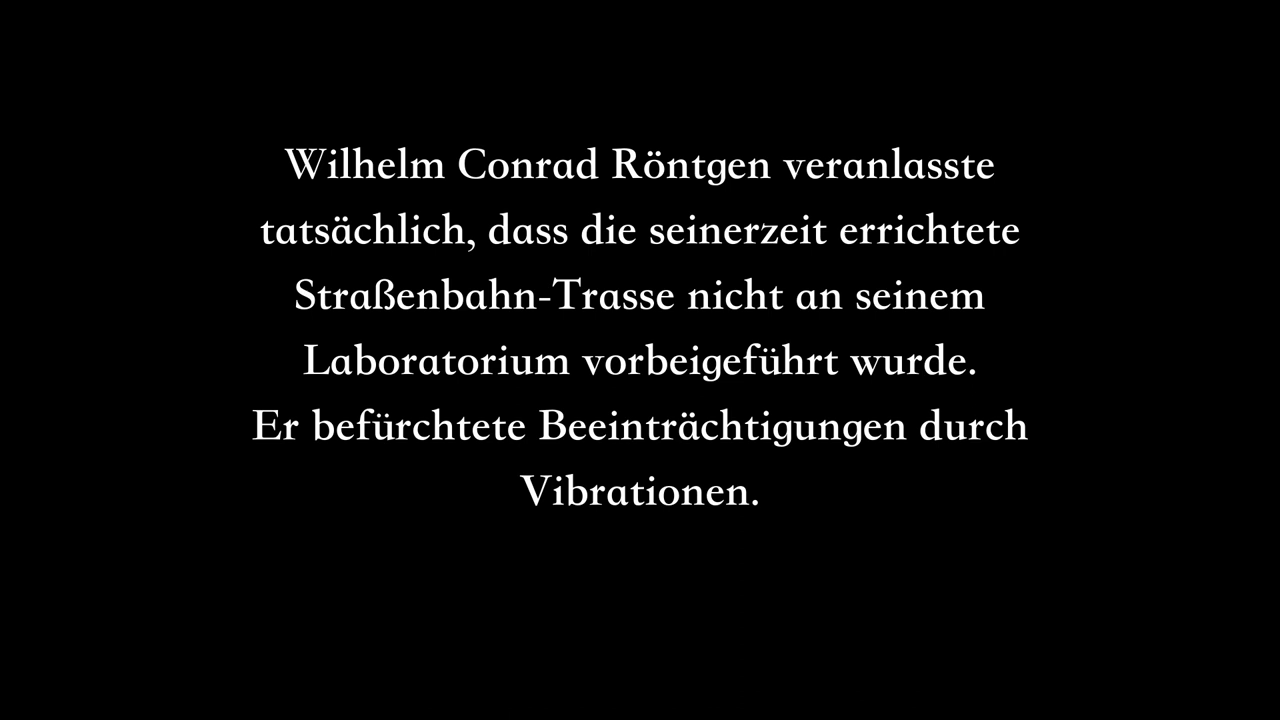 Wilhelm Conrad Röntgen veranlasste
tatsächlich, dass die seinerzeit errichtete
Straßenbahn-Trasse nicht an seinem
Laboratorium vorbeigeführt wurde.
Er befürchtete Beeinträchtigungen durch
Vibrationen.